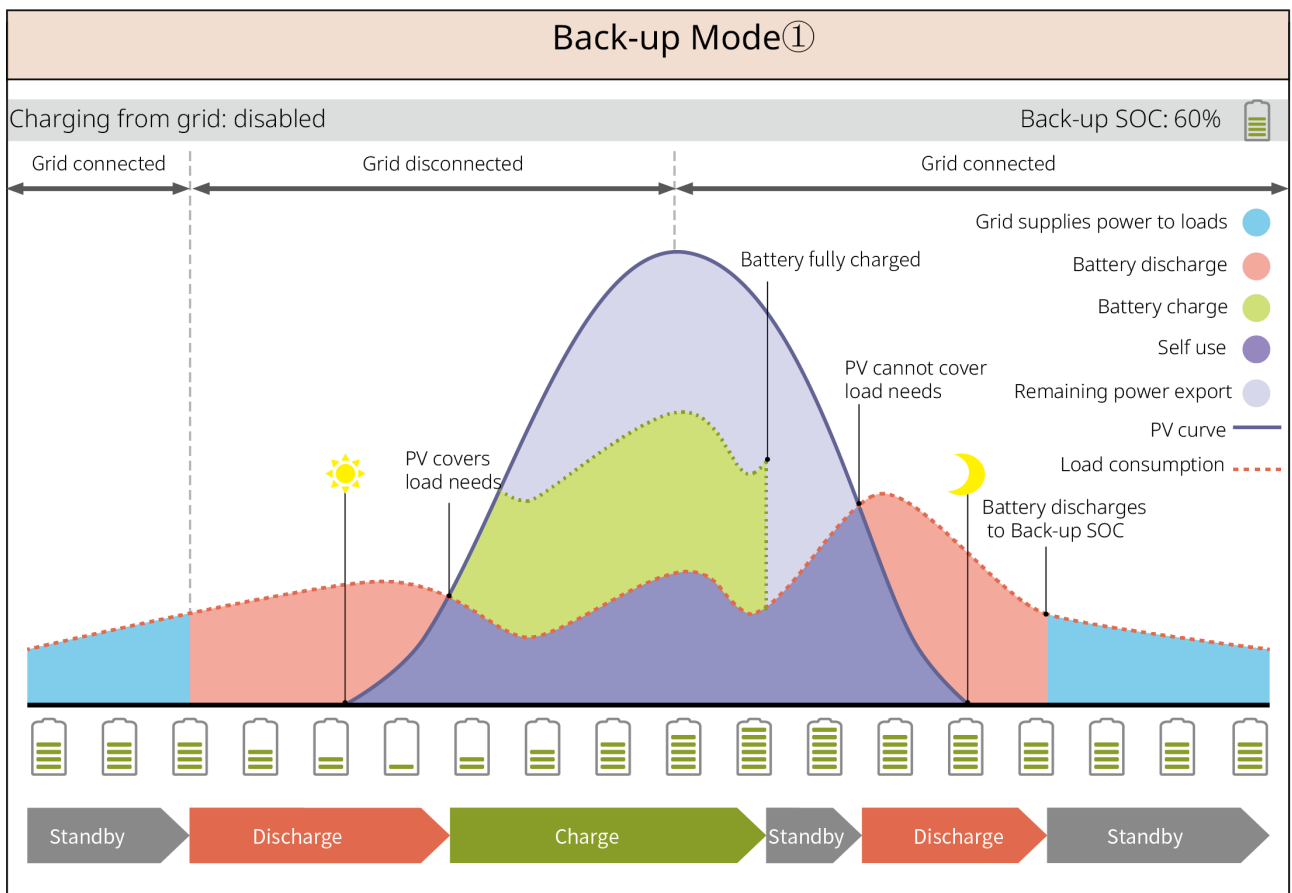 Back-up Mode①
Charging from grid: disabled
Back-up SOC: 60%
Grid connected
Grid disconnected
Grid connected
Grid supplies power to loads
Battery discharge
Battery charge
Self use
Remaining power export
PV curve
Load consumption
Battery fully charged
PV cannot cover
load needs
PV covers
load needs
Battery discharges
to Back-up SOC
Standby
Discharge
Charge
Standby
Discharge
Standby